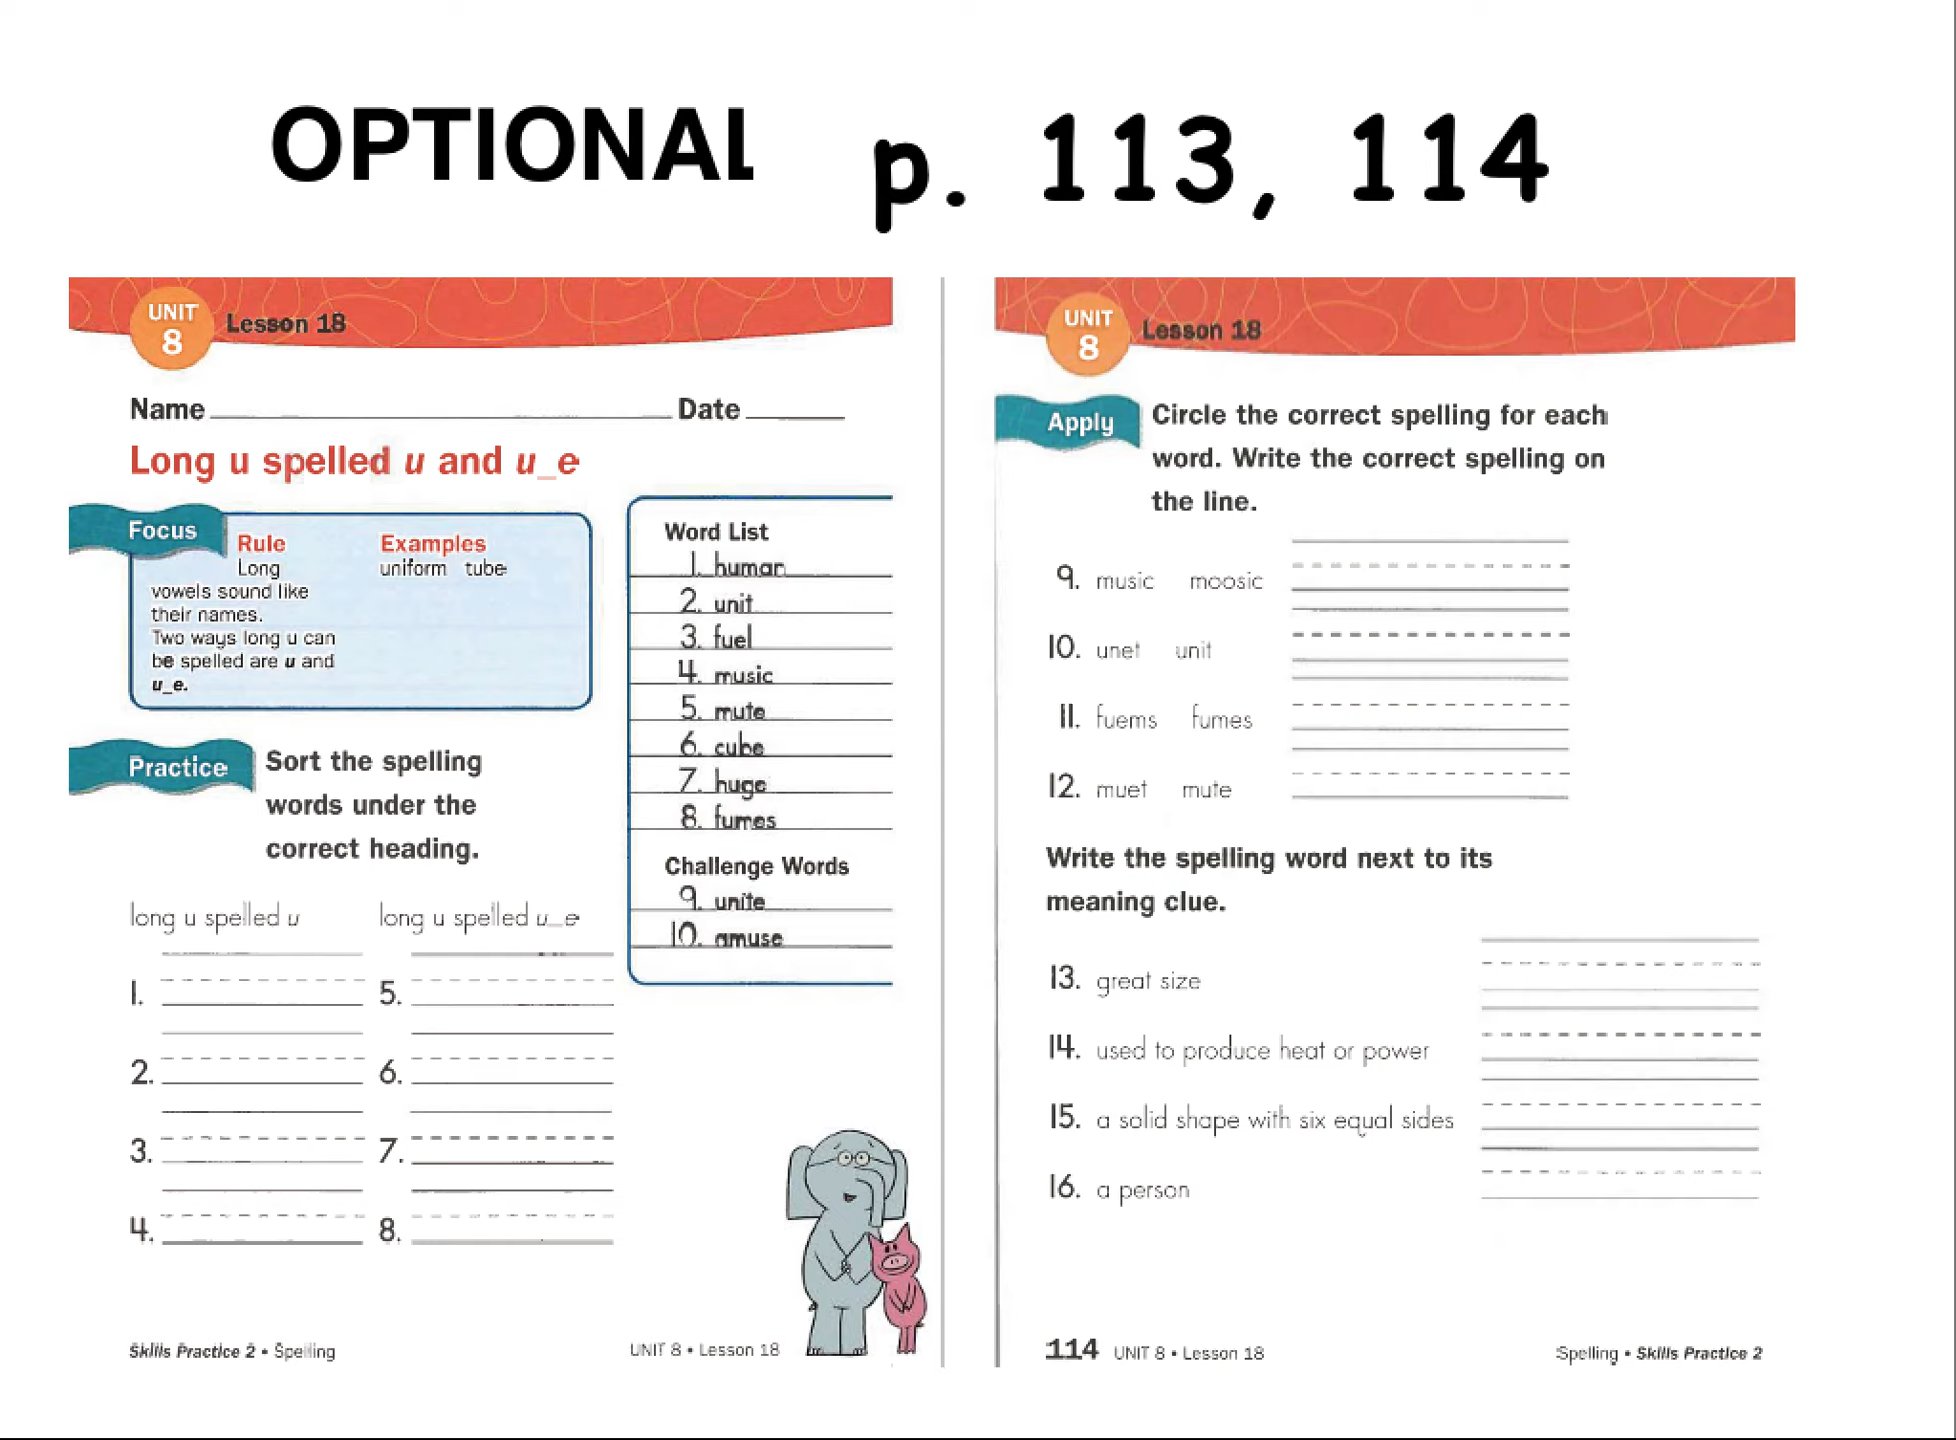 OPTIONAL p. 113, 114
UNIT
8
Lesson 18
Name Date
Long u spelled u and u_e
Focus
Rule
Long
vowels sound like
their names.
Two ways long u can
be spelled are u and
u_e.
Examples
uniform tube
Word List
1. human
2. unit
3. fuel
4. music
5. mute
6. cube
7. huge
8. fumes
Challenge Words
9. unite
10. amuse
Practice
Sort the spelling
words under the
correct heading.
long u spelled u
1.
2.
3.
4.
long u spelled u_e
5.
6.
7.
8.
Skills Practice 2 • Spelling
UNIT 8 • Lesson 18
UNIT
8
Lesson 18
Apply
Circle the correct spelling for each
word. Write the correct spelling on
the line.
9. music moosic
10. unet unit
11. fuems fumes
12. muet mute
Write the spelling word next to its
meaning clue.
13. great size
14. used to produce heat or power
15. a solid shape with six equal sides
16. a person
114 UNIT 8 • Lesson 18
Spelling • Skills Practice 2